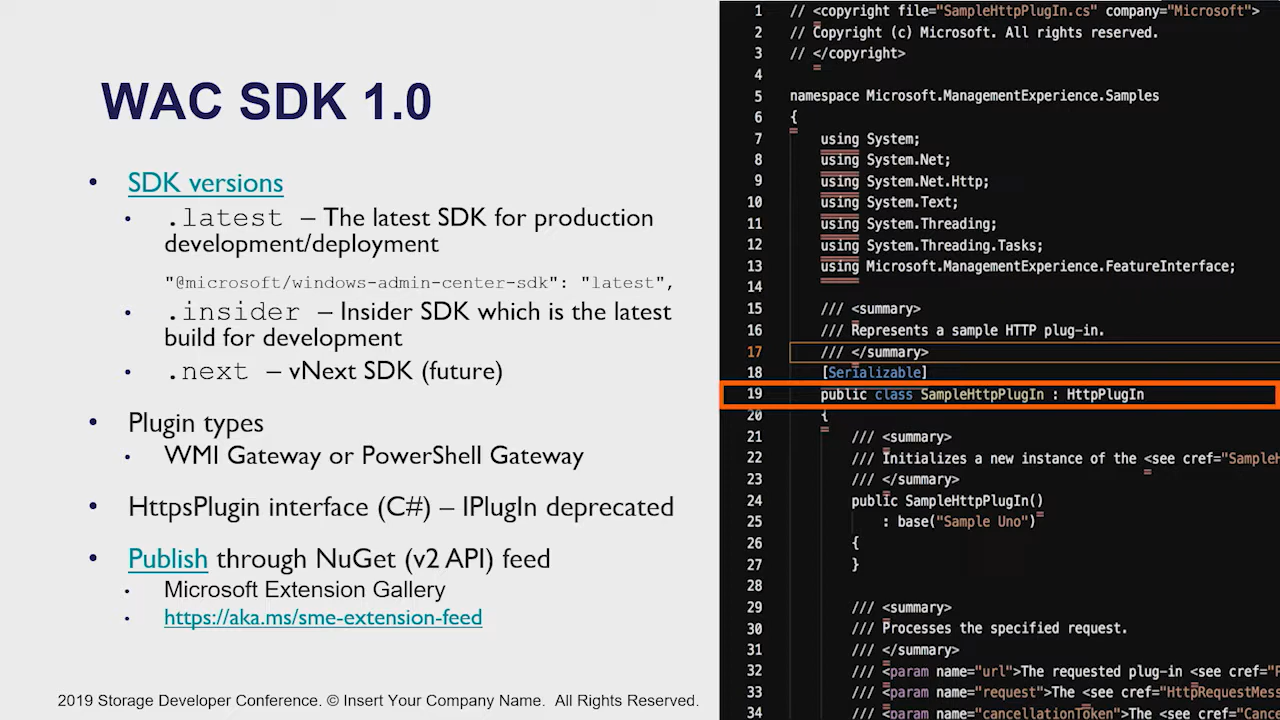 WAC SDK 1.0
• SDK versions
• .latest – The latest SDK for production
development/deployment
"@microsoft/windows-admin-center-sdk": "latest",
• .insider – Insider SDK which is the latest
build for development
• .next – vNext SDK (future)
• Plugin types
• WMI Gateway or PowerShell Gateway
• HttpsPlugin interface (C#) – IPlugIn deprecated
• Publish through NuGet (v2 API) feed
• Microsoft Extension Gallery
• https://aka.ms/sme-extension-feed
2019 Storage Developer Conference. © Insert Your Company Name. All Rights Reserved.
1 // <copyright file="SampleHttpPlugIn.cs" company="Microsoft">
2 // Copyright (c) Microsoft. All rights reserved.
3 // </copyright>
4
5 namespace Microsoft.ManagementExperience.Samples
6 {
7 using System;
8 using System.Net;
9 using System.Net.Http;
10 using System.Text;
11 using System.Threading;
12 using System.Threading.Tasks;
13 using Microsoft.ManagementExperience.FeatureInterface;
14
15 /// <summary>
16 /// Represents a sample HTTP plug-in.
17 /// </summary>
18 [Serializable]
19 public class SampleHttpPlugIn : HttpPlugIn
20 {
21 /// <summary>
22 /// Initializes a new instance of the <see cref="SampleH
23 /// </summary>
24 public SampleHttpPlugIn()
25 : base("Sample Uno")
26 {
27 }
28
29 /// <summary>
30 /// Processes the specified request.
31 /// </summary>
32 /// <param name="url">The requested plug-in <see cref="
33 /// <param name="request">The <see cref="HttpRequestMess
34 /// <param name="cancellationToken">The <see cref="Cance